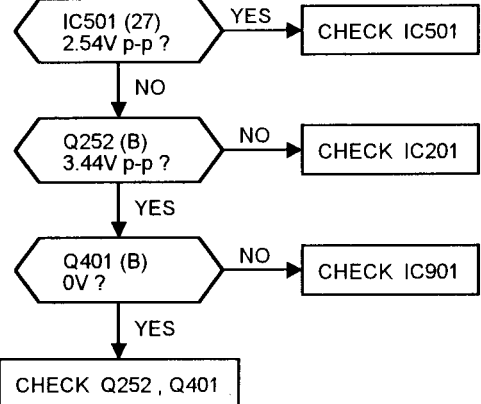 IC501 (27)
2.54V p-p ?
YES
CHECK IC501
NO
Q252 (B)
3.44V p-p ?
NO
CHECK IC201
YES
Q401 (B)
0V ?
NO
CHECK IC901
YES
CHECK Q252 , Q401